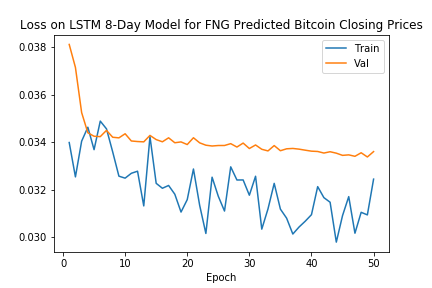 Loss on LSTM 8-Day Model for FNG Predicted Bitcoin Closing Prices
Train
Val
0.038
0.036
0.034
0.032
0.030
0 10 20 30 40 50
Epoch